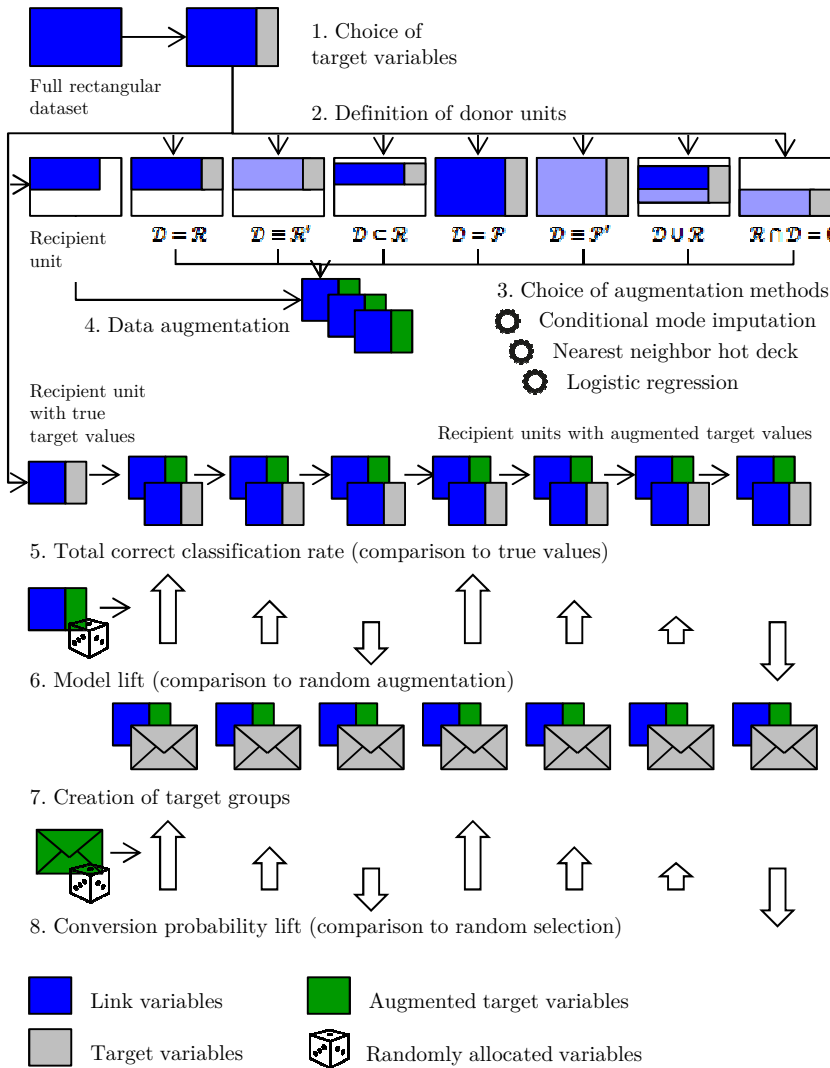 1. Choice of
target variables
Full rectangular
dataset
2. Definition of donor units
Recipient
unit
𝒟 = ℛ
𝒟 ≡ ℛ′
𝒟 ⊂ ℛ
𝒟 = 𝒫
𝒟 ≡ 𝒫′
𝒟 ∪ ℛ
ℛ ∩ 𝒟 =
3. Choice of augmentation methods
Conditional mode imputation
Nearest neighbor hot deck
Logistic regression
4. Data augmentation
Recipient unit
with true
target values
Recipient units with augmented target values
5. Total correct classification rate (comparison to true values)
6. Model lift (comparison to random augmentation)
7. Creation of target groups
8. Conversion probability lift (comparison to random selection)
Link variables
Augmented target variables
Target variables
Randomly allocated variables